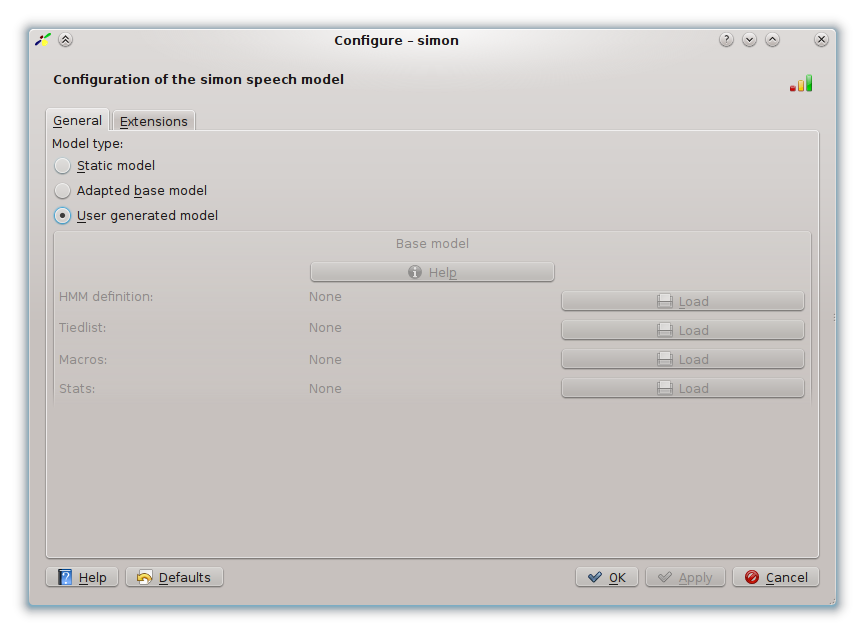 Configure – simon
Configuration of the simon speech model
General Extensions
Model type:
Static model
Adapted base model
User generated model
Base model
Help
HMM definition: None Load
Tiedlist: None Load
Macros: None Load
Stats: None Load
Help Defaults OK Apply Cancel